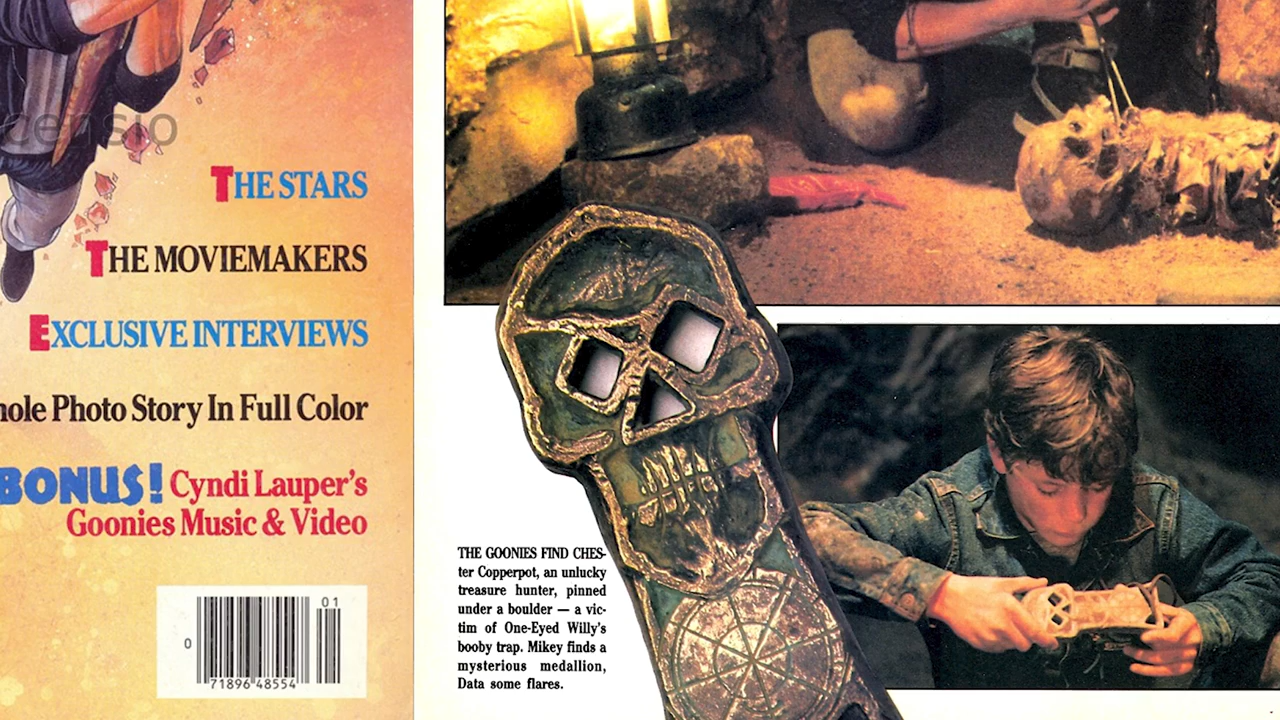 THE STARS
THE MOVIEMAKERS
EXCLUSIVE INTERVIEWS
Photo Story In Full Color
BONUS! Cyndi Lauper's
Goonies Music & Video
01
0
71896 48554
THE GOONIES FIND CHES-
ter Copperpot, an unlucky
treasure hunter, pinned
under a boulder — a vic-
tim of One-Eyed Willy's
booby trap. Mikey finds a
mysterious medallion,
Data some flares.